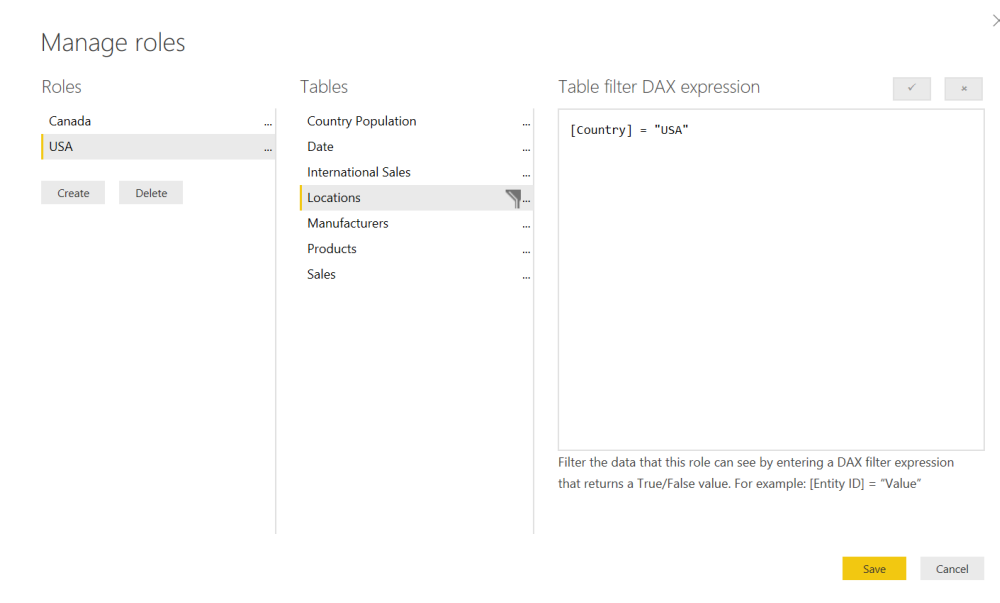 Manage roles
Roles
Canada
...
USA
...
Create
Delete
Tables
Country Population
...
Date
...
International Sales
...
Locations
...
Manufacturers
...
Products
...
Sales
...
Table filter DAX expression
[Country] = "USA"
Filter the data that this role can see by entering a DAX filter expression
that returns a True/False value. For example: [Entity ID] = “Value”
Save
Cancel